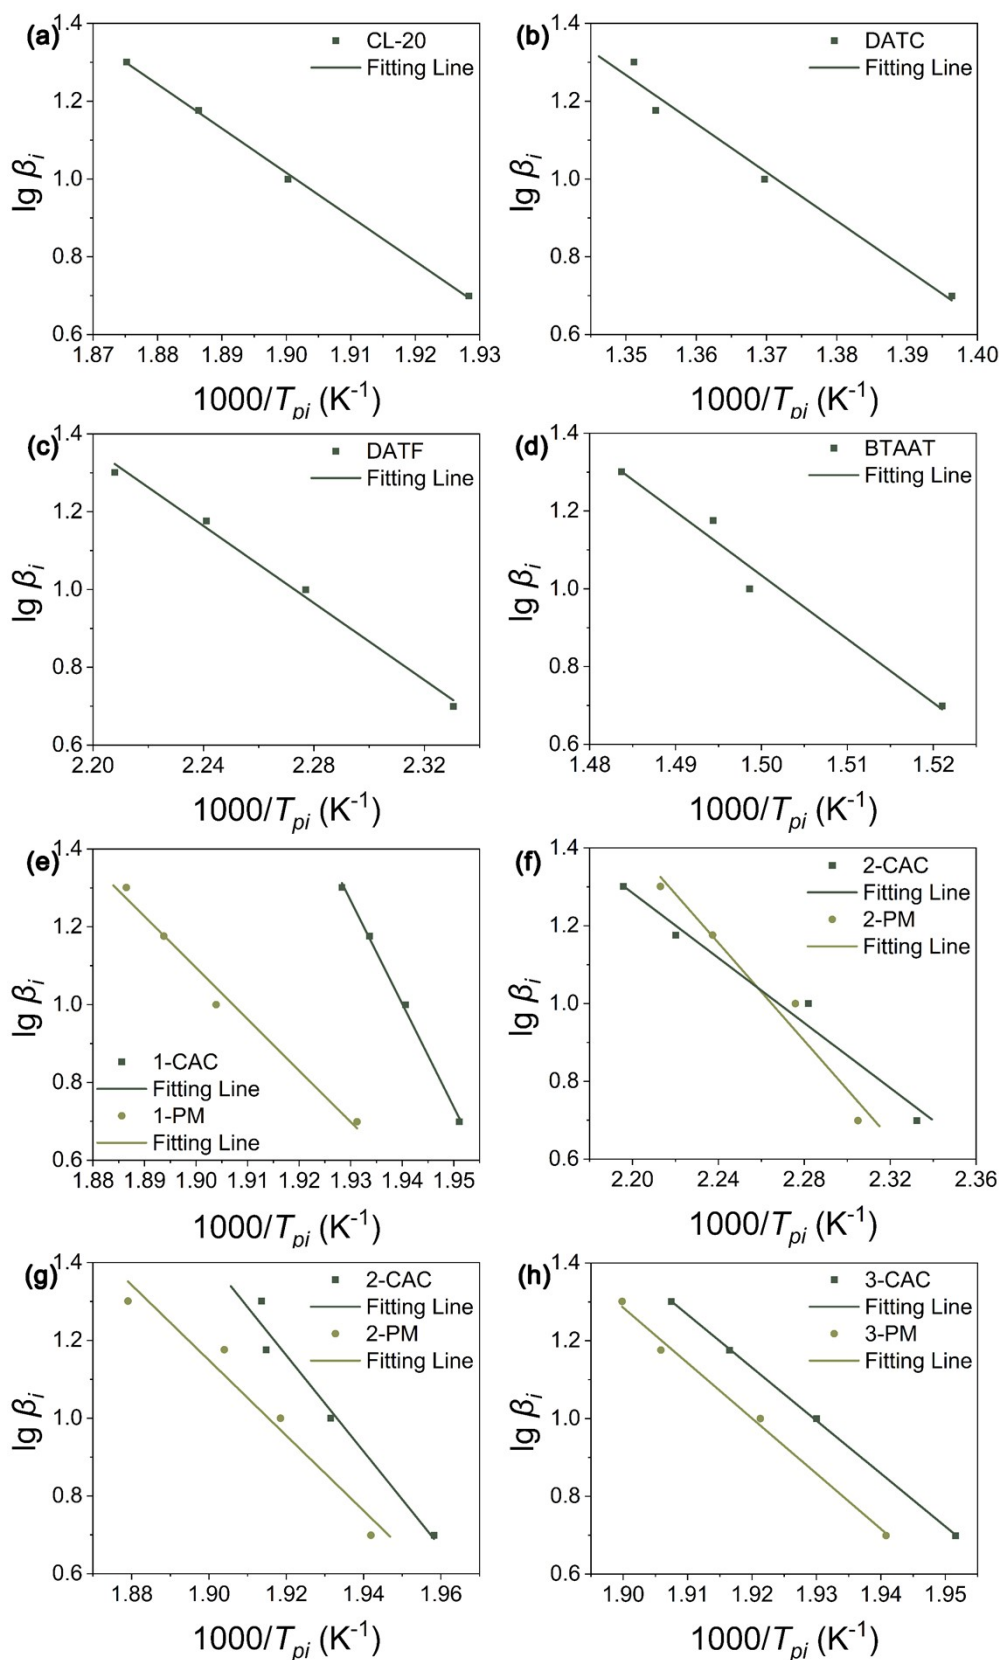 (a)
CL-20
Fitting Line
lg βi
1.4
1.2
1.0
0.8
0.6
1.87 1.88 1.89 1.90 1.91 1.92 1.93
1000/Tpi (K-1)
(b)
DATC
Fitting Line
lg βi
1.4
1.2
1.0
0.8
0.6
1.35 1.36 1.37 1.38 1.39 1.40
1000/Tpi (K-1)
(c)
DATF
Fitting Line
lg βi
1.4
1.2
1.0
0.8
0.6
2.20 2.24 2.28 2.32
1000/Tpi (K-1)
(d)
BTAAT
Fitting Line
lg βi
1.4
1.2
1.0
0.8
0.6
1.48 1.49 1.50 1.51 1.52
1000/Tpi (K-1)
(e)
1-CAC
Fitting Line
1-PM
Fitting Line
lg βi
1.4
1.2
1.0
0.8
0.6
1.88 1.89 1.90 1.91 1.92 1.93 1.94 1.95
1000/Tpi (K-1)
(f)
2-CAC
Fitting Line
2-PM
Fitting Line
lg βi
1.4
1.2
1.0
0.8
0.6
2.20 2.24 2.28 2.32 2.36
1000/Tpi (K-1)
(g)
2-CAC
Fitting Line
2-PM
Fitting Line
lg βi
1.4
1.2
1.0
0.8
0.6
1.88 1.90 1.92 1.94 1.96
1000/Tpi (K-1)
(h)
3-CAC
Fitting Line
3-PM
Fitting Line
lg βi
1.4
1.2
1.0
0.8
0.6
1.90 1.91 1.92 1.93 1.94 1.95
1000/Tpi (K-1)